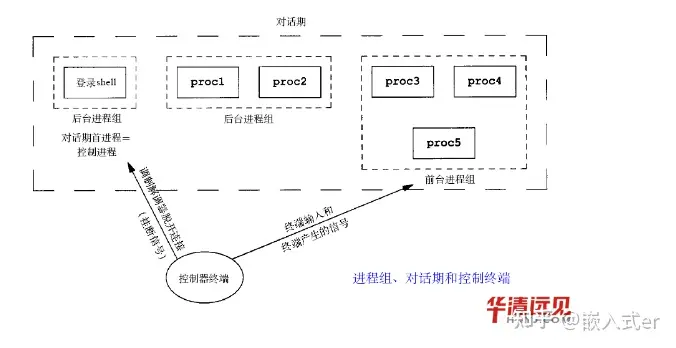 对话期
登录shell
proc1
proc2
proc3
proc4
proc5
后台进程组
后台进程组
前台进程组
对话期首进程=
控制进程
调制解调器脱开连接
(挂断信号)
终端输入和
终端产生的信号
控制器终端
进程组、对话期和控制终端
华清远见
知乎 @嵌入式er